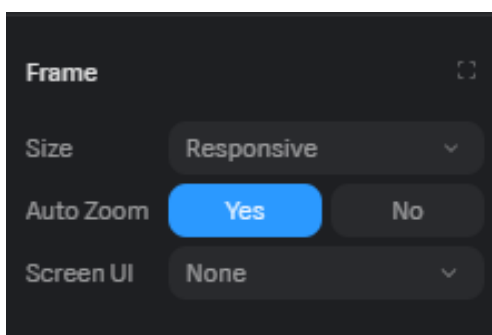 Frame
Size Responsive
Auto Zoom Yes No
Screen UI None